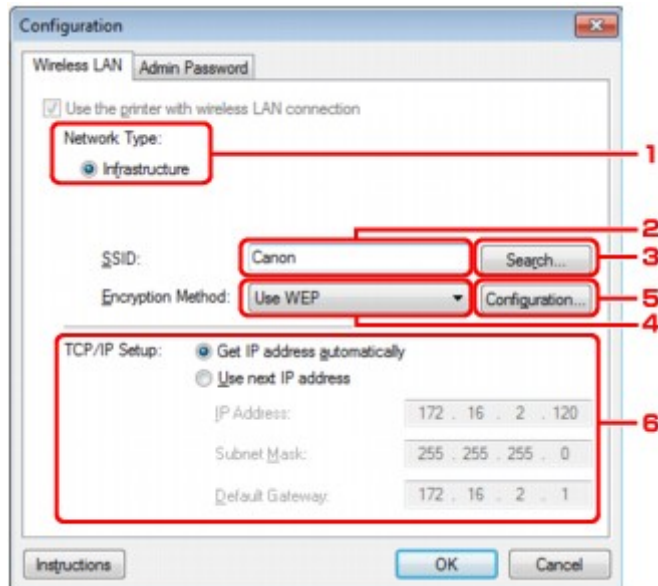 Configuration
Wireless LAN Admin Password
Use the printer with wireless LAN connection
Network Type:
Infrastructure
1
2
SSID: Canon Search... 3
Encryption Method: Use WEP Configuration... 5
4
TCP/IP Setup: Get IP address automatically
Use next IP address
IP Address: 172 . 16 . 2 . 120
6
Subnet Mask: 255 . 255 . 255 . 0
Default Gateway: 172 . 16 . 2 . 1
Instructions OK Cancel